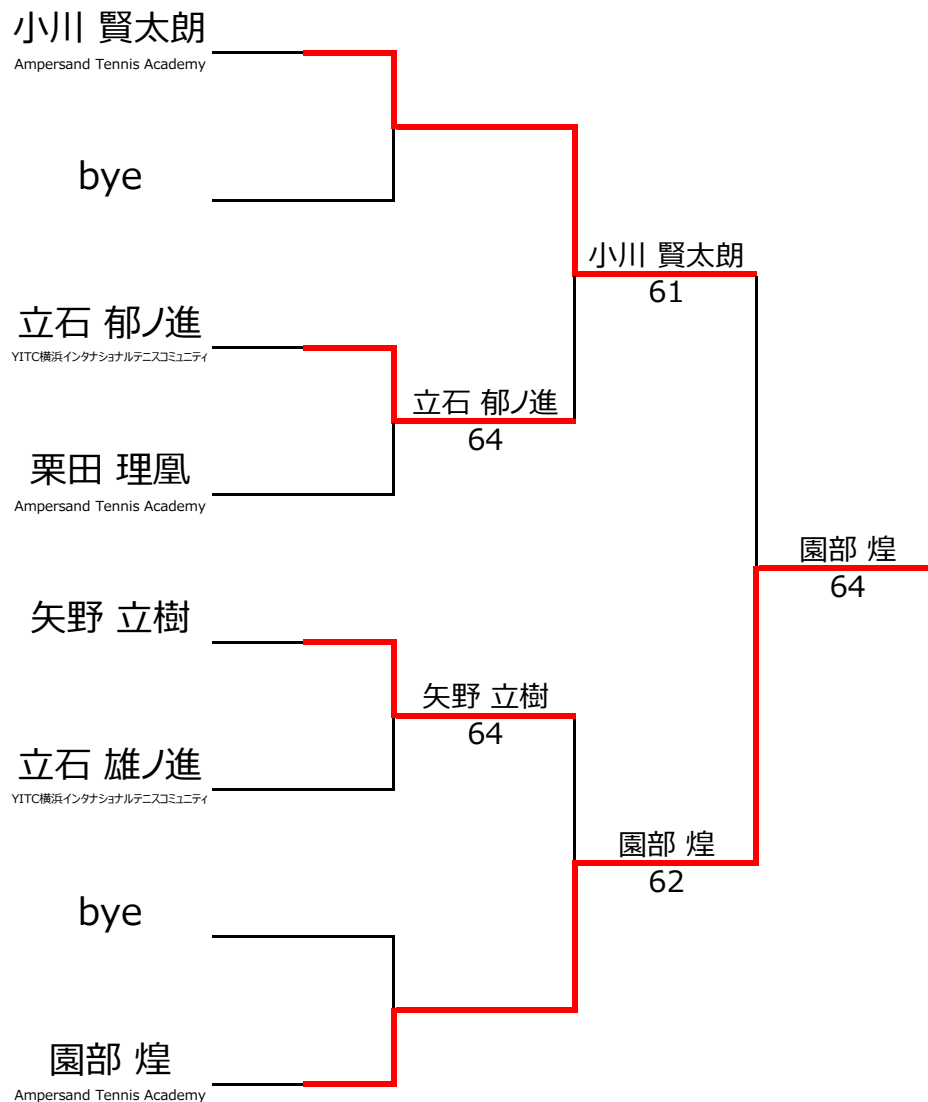 小川 賢太朗
Ampersand Tennis Academy
bye
小川 賢太朗
61
立石 郁ノ進
YITC横浜インタナショナルテニスコミュニティ
立石 郁ノ進
64
栗田 理凰
Ampersand Tennis Academy
園部 煌
64
矢野 立樹
矢野 立樹
64
立石 雄ノ進
YITC横浜インタナショナルテニスコミュニティ
園部 煌
62
bye
園部 煌
Ampersand Tennis Academy